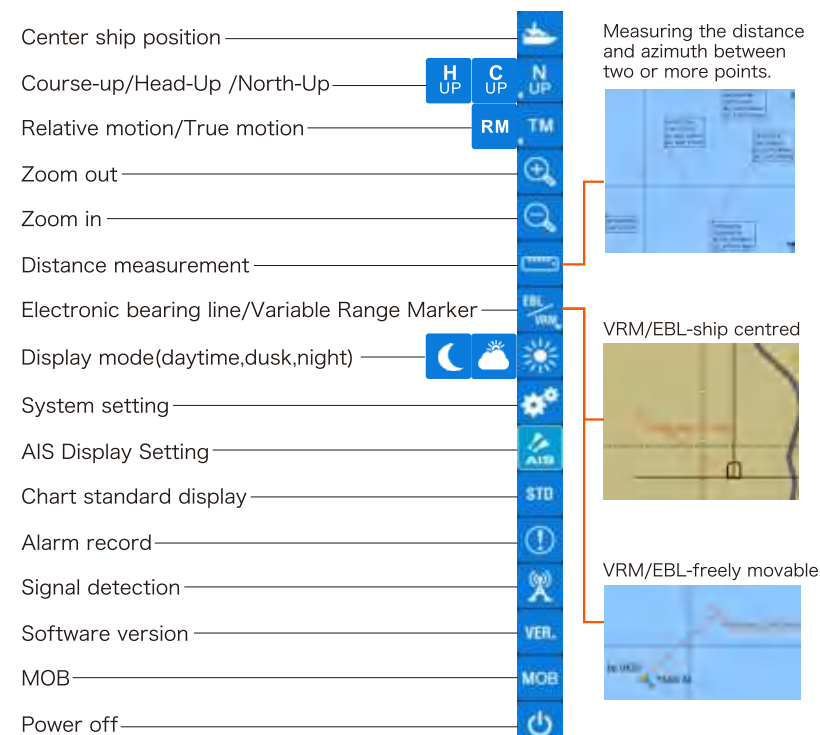 Center ship position
Course-up/Head-Up /North-Up
H UP
C UP
N UP
Relative motion/True motion
RM
TM
Zoom out
Zoom in
Distance measurement
Electronic bearing line/Variable Range Marker
EBL/VRM
Display mode(daytime,dusk,night)
System setting
AIS Display Setting
AIS
Chart standard display
STD
Alarm record
Signal detection
Software version
VER.
MOB
MOB
Power off
Measuring the distance
and azimuth between
two or more points.
VRM/EBL-ship centred
VRM/EBL-freely movable